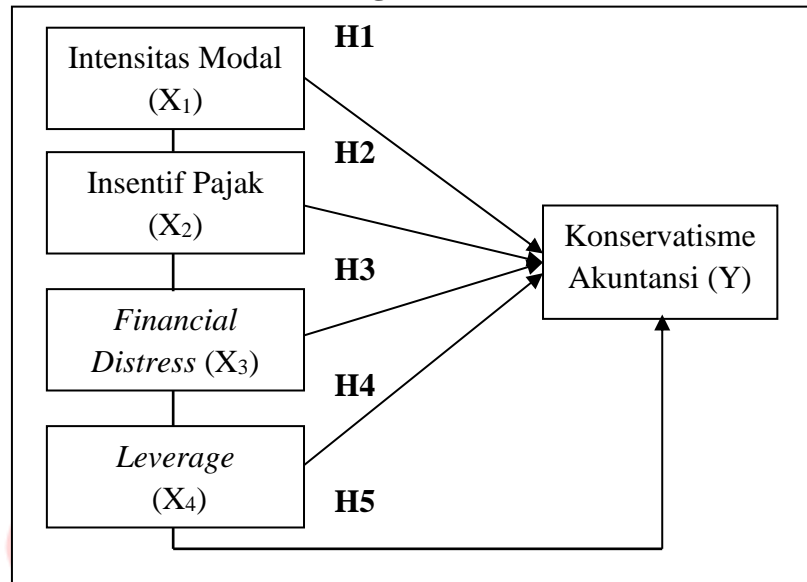 H1
Intensitas Modal
(X₁)
H2
Insentif Pajak
(X₂)
H3
Financial
Distress (X₃)
H4
Leverage
(X₄)
H5
Konservatisme
Akuntansi (Y)